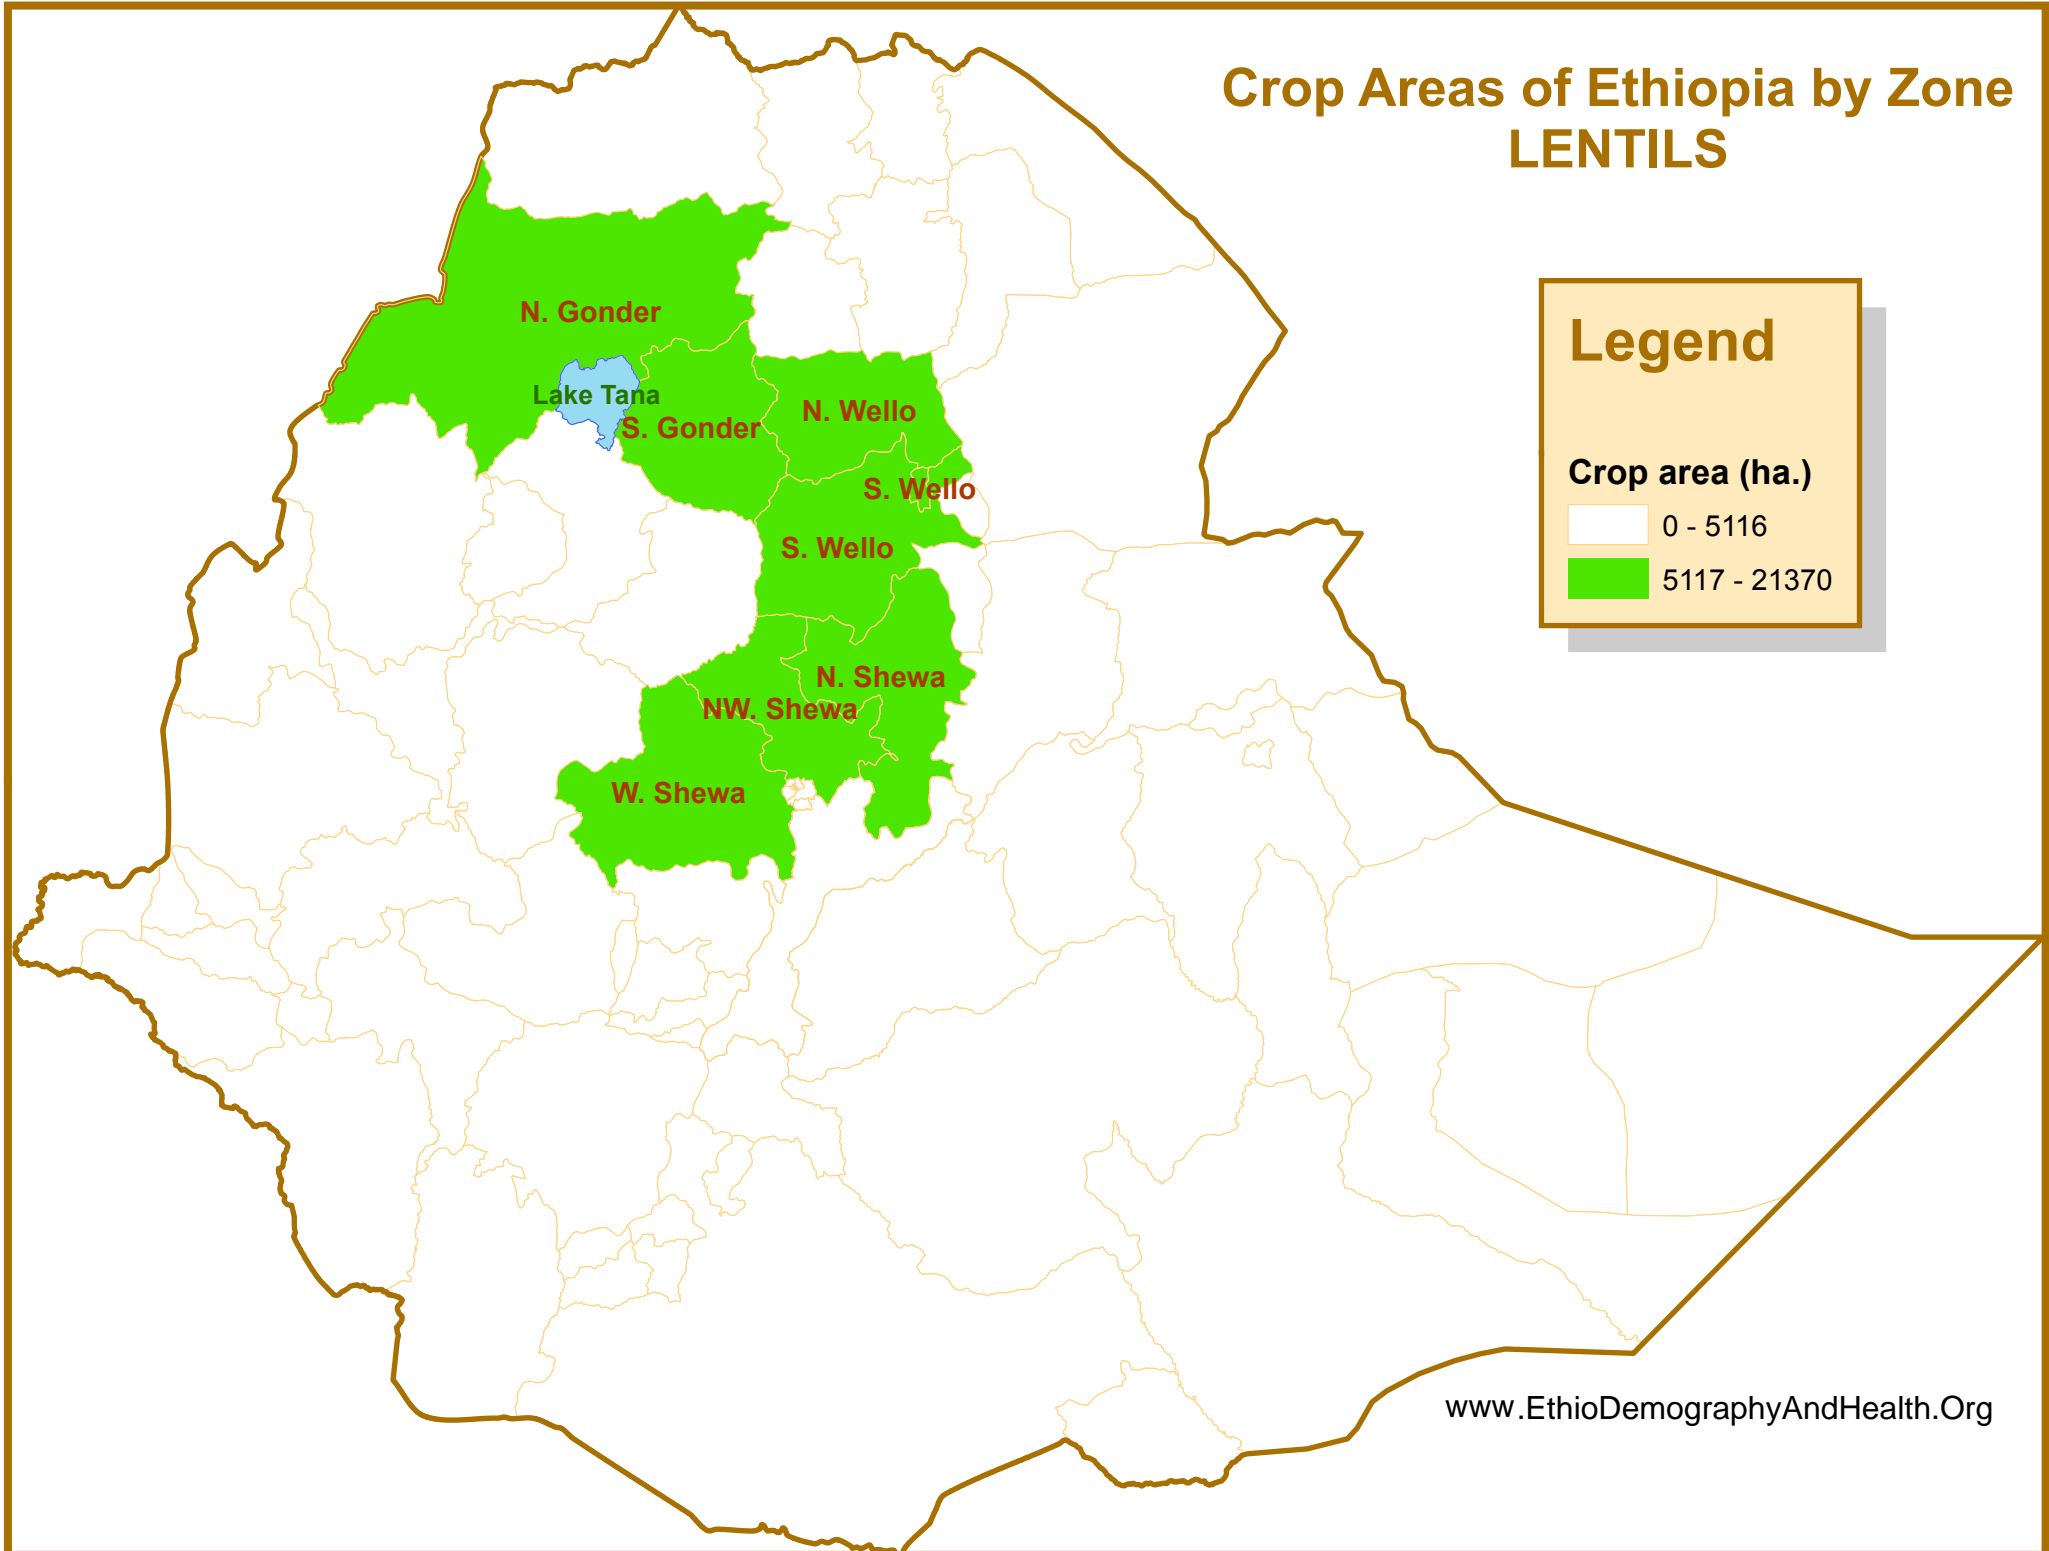 Crop Areas of Ethiopia by Zone
LENTILS
N. Gonder
Lake Tana
S. Gonder
N. Wello
S. Wello
S. Wello
N. Shewa
NW. Shewa
W. Shewa
Legend
Crop area (ha.)
0 - 5116
5117 - 21370
www.EthioDemographyAndHealth.Org